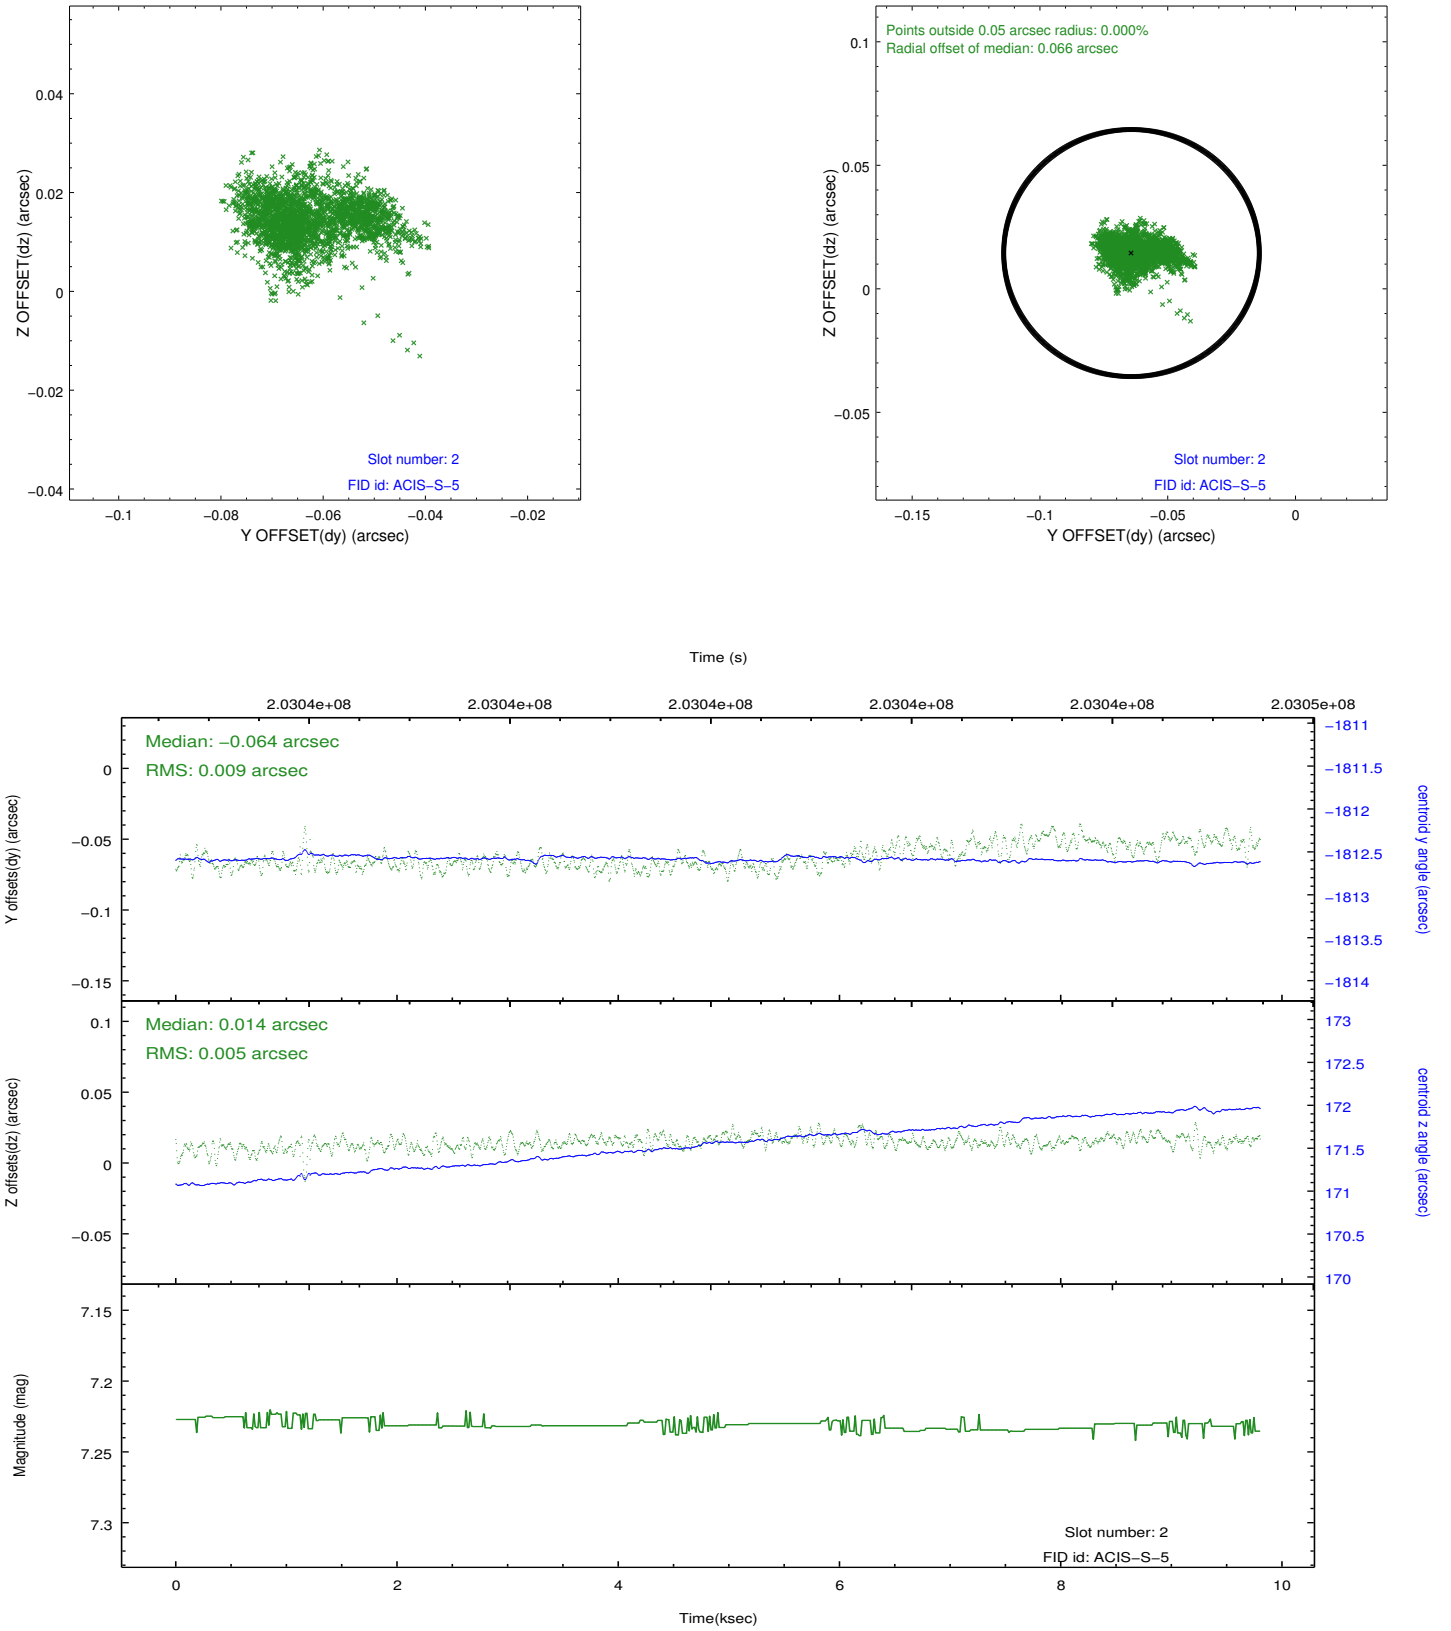 0.04
0.02
0
−0.02
−0.04
Z OFFSET(dz) (arcsec)
−0.1
−0.08
−0.06
−0.04
−0.02
Y OFFSET(dy) (arcsec)
Slot number: 2
FID id: ACIS−S−5
Points outside 0.05 arcsec radius: 0.000%
Radial offset of median: 0.066 arcsec
0.1
0.05
0
−0.05
Z OFFSET(dz) (arcsec)
−0.15
−0.1
−0.05
0
Y OFFSET(dy) (arcsec)
Slot number: 2
FID id: ACIS−S−5
Time (s)
2.0304e+08
2.0304e+08
2.0304e+08
2.0304e+08
2.0304e+08
2.0305e+08
Median: −0.064 arcsec
RMS: 0.009 arcsec
0
−0.05
−0.1
−0.15
Y offsets(dy) (arcsec)
−1811
−1811.5
−1812
−1812.5
−1813
−1813.5
−1814
centroid y angle (arcsec)
Median: 0.014 arcsec
RMS: 0.005 arcsec
0.1
0.05
0
−0.05
Z offsets(dz) (arcsec)
173
172.5
172
171.5
171
170.5
170
centroid z angle (arcsec)
7.15
7.2
7.25
7.3
Magnitude (mag)
Slot number: 2
FID id: ACIS−S−5
0
2
4
6
8
10
Time(ksec)